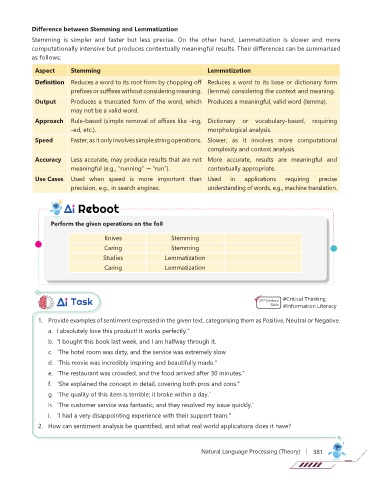 Difference between Stemming and Lemmatization
Stemming is simpler and faster but less precise. On the other hand, Lemmatization is slower and more
computationally intensive but produces contextually meaningful results. Their differences can be summarised
as follows:
Aspect Stemming Lemmatization
Definition Reduces a word to its root form by chopping off Reduces a word to its base or dictionary form
prefixes or suffixes without considering meaning. (lemma) considering the context and meaning.
Output Produces a truncated form of the word, which Produces a meaningful, valid word (lemma).
may not be a valid word.
Approach Rule-based (simple removal of affixes like -ing, Dictionary or vocabulary-based, requiring
-ed, etc.). morphological analysis.
Speed Faster, as it only involves simple string operations. Slower, as it involves more computational
complexity and context analysis.
Accuracy Less accurate, may produce results that are not More accurate, results are meaningful and
meaningful (e.g., "running" → "run"). contextually appropriate.
Use Cases Used when speed is more important than Used in applications requiring precise
precision, e.g., in search engines. understanding of words, e.g., machine translation.
Ai Reboot
Perform the given operations on the foll
Knives Stemming
Caring Stemming
Studies Lemmatization
Caring Lemmatization
Ai Task
21st Century Skills
#Critical Thinking
#Information Literacy
1. Provide examples of sentiment expressed in the given text, categorising them as Positive, Neutral or Negative.
a. I absolutely love this product! It works perfectly."
b. "I bought this book last week, and I am halfway through it.
c. "The hotel room was dirty, and the service was extremely slow
d. "This movie was incredibly inspiring and beautifully made."
e. "The restaurant was crowded, and the food arrived after 30 minutes."
f. "She explained the concept in detail, covering both pros and cons."
g. "The quality of this item is terrible; it broke within a day."
h. "The customer service was fantastic, and they resolved my issue quickly."
i. "I had a very disappointing experience with their support team."
2. How can sentiment analysis be quantified, and what real world applications does it have?
Natural Language Processing (Theory) | 381